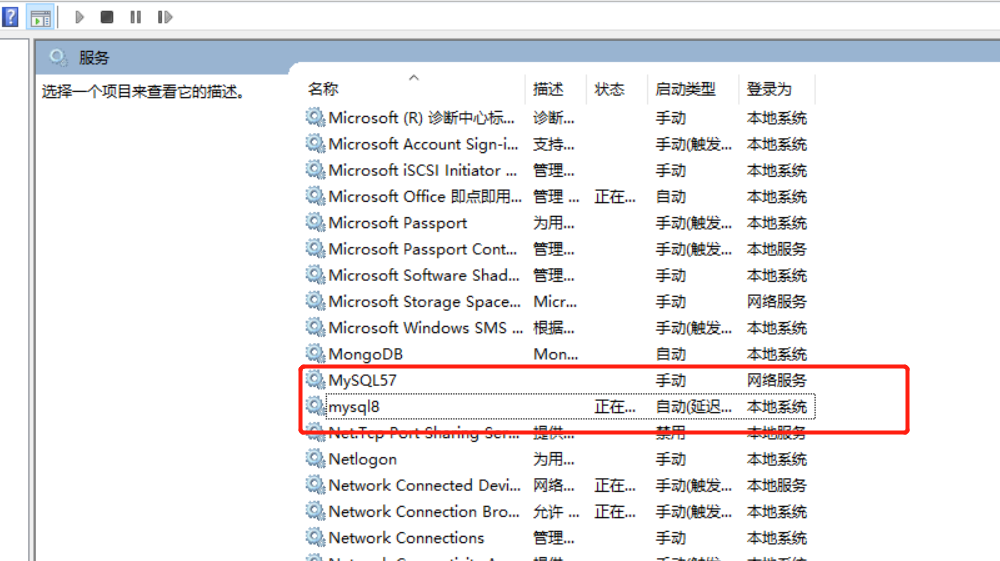 服务
选择一个项目来查看它的描述。
名称 描述 状态 启动类型 登录为
Microsoft (R) 诊断中心标... 诊断... 手动 本地系统
Microsoft Account Sign-i... 支持... 手动(触发... 本地系统
Microsoft iSCSI Initiator ... 管理... 手动 本地系统
Microsoft Office 即点即用... 管理 ... 正在... 自动 本地系统
Microsoft Passport 为用... 手动(触发... 本地系统
Microsoft Passport Cont... 管理... 手动(触发... 本地服务
Microsoft Software Shad... 管理... 手动 本地系统
Microsoft Storage Space... Micr... 手动 网络服务
Microsoft Windows SMS ... 根据... 手动(触发... 本地系统
MongoDB Mon... 自动 本地系统
MySQL57 手动 网络服务
mysql8 正在... 自动(延迟... 本地系统
Net.Tcp Port Sharing Ser... 提供... 禁用 本地服务
Netlogon 为用... 手动 本地系统
Network Connected Devi... 网络... 正在... 手动(触发... 本地服务
Network Connection Bro... 允许 ... 正在... 手动(触发... 本地系统
Network Connections 管理... 手动 本地系统